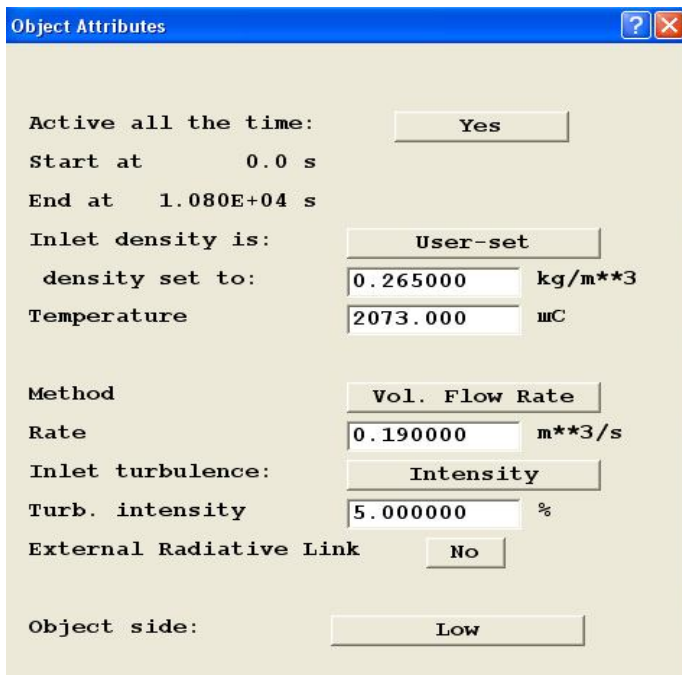 Object Attributes
Active all the time: Yes
Start at 0.0 s
End at 1.080E+04 s
Inlet density is: User-set
density set to: 0.265000 kg/m**3
Temperature 2073.000 шC
Method Vol. Flow Rate
Rate 0.190000 m**3/s
Inlet turbulence: Intensity
Turb. intensity 5.000000 %
External Radiative Link No
Object side: Low